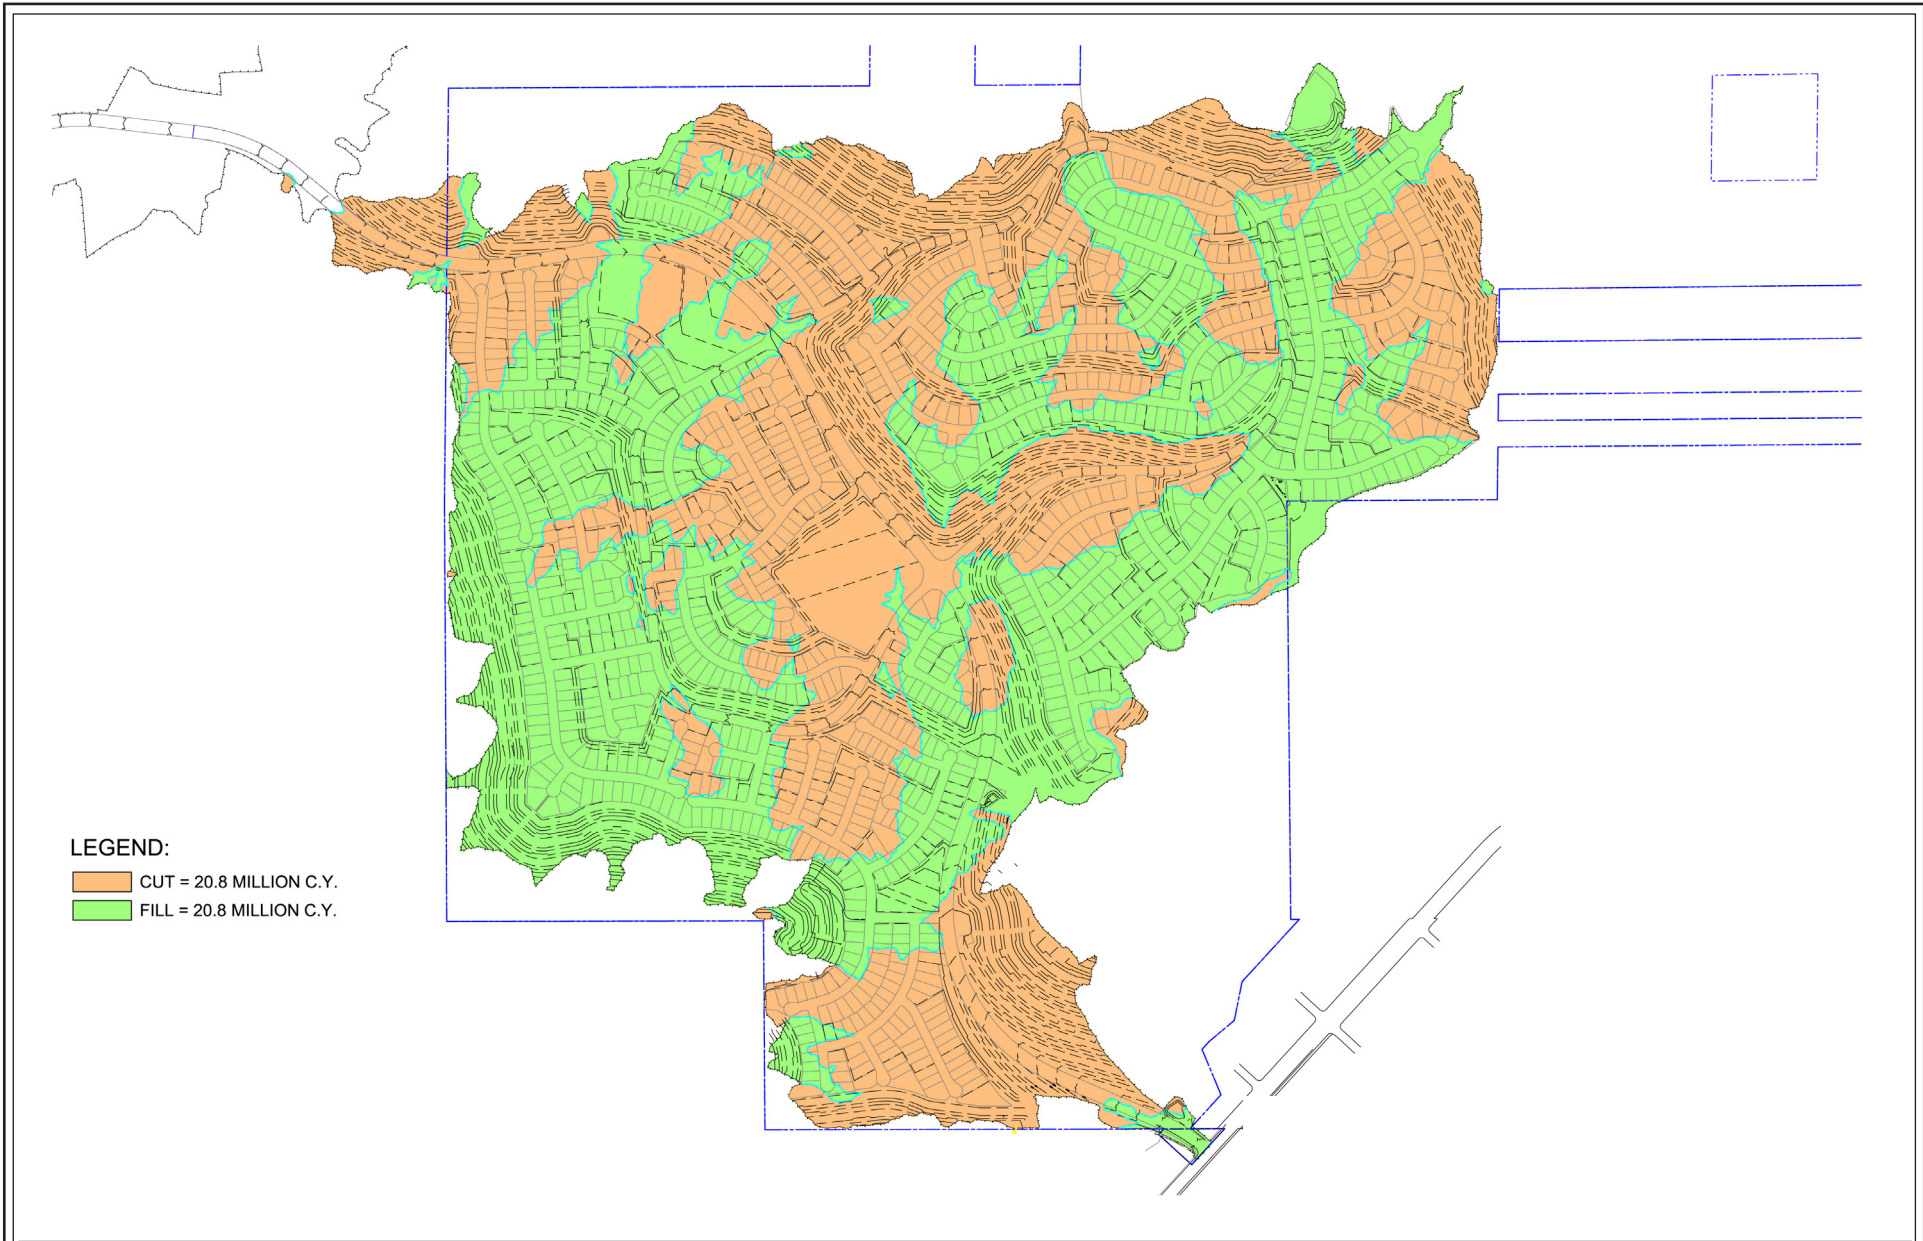 LEGEND:
CUT = 20.8 MILLION C.Y.
FILL = 20.8 MILLION C.Y.